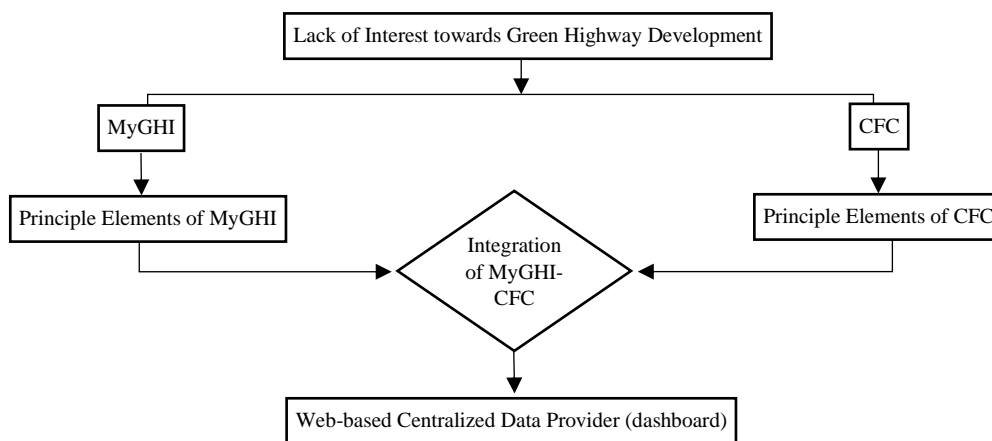 Lack of Interest towards Green Highway Development
MyGHI
CFC
Principle Elements of MyGHI
Principle Elements of CFC
Integration
of MyGHI-
CFC
Web-based Centralized Data Provider (dashboard)